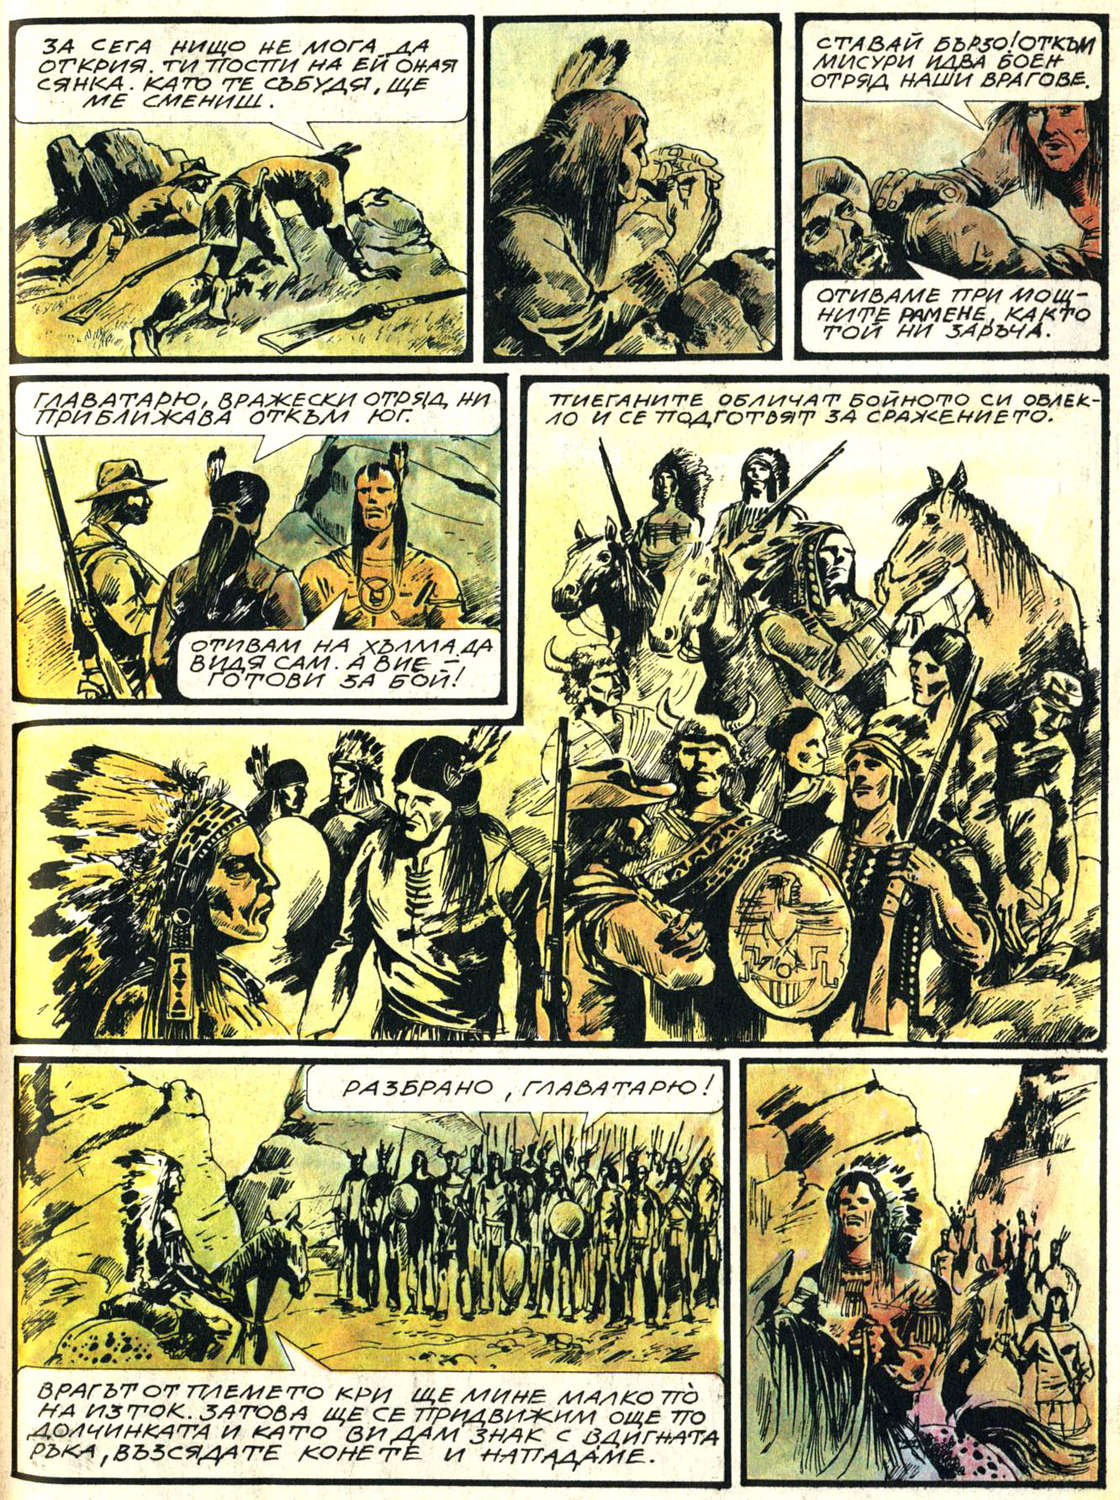 ЗА СЕГА НИЩО НЕ МОГА ДА
ОТКРИЯ. ТИ ПОСПИ НА ЕЙ ОНАЯ
СЯНКА. КАТО ТЕ СЪБУДЯ, ЩЕ
МЕ СМЕНИШ.
СТАВАЙ БЪРЗО! ОТКЪМ
МИСУРИ ИДВА БОЕН
ОТРЯД НАШИ ВРАГОВЕ.
ОТИВАМЕ ПРИ МОЩ-
НИТЕ РАМЕНЕ, КАКТО
ТОЙ НИ ЗАРЪЧА.
ГЛАВАТАРЮ, ВРАЖЕСКИ ОТРЯД НИ
ПРИБЛИЖАВА ОТКЪМ ЮГ.
ОТИВАМ НА ХЪЛМА ДА
ВИДЯ САМ. А ВИЕ –
ГОТОВИ ЗА БОЙ!
ПИЕГАНИТЕ ОБЛИЧАТ БОЙНОТО СИ ОБЛЕК-
ЛО И СЕ ПОДГОТВЯТ ЗА СРАЖЕНИЕТО.
РАЗБРАНО, ГЛАВАТАРЮ!
ВРАГЪТ ОТ ПЛЕМЕТО КРИ ЩЕ МИНЕ МАЛКО ПО̀
НА ИЗТОК. ЗАТОВА ЩЕ СЕ ПРИДВИЖИМ ОЩЕ ПО
ДОЛЧИНКАТА И КАТО ВИ ДАМ ЗНАК С ВДИГНАТА
РЪКА, ВЪЗСЯДАТЕ КОНЕТЕ И НАПАДАМЕ.